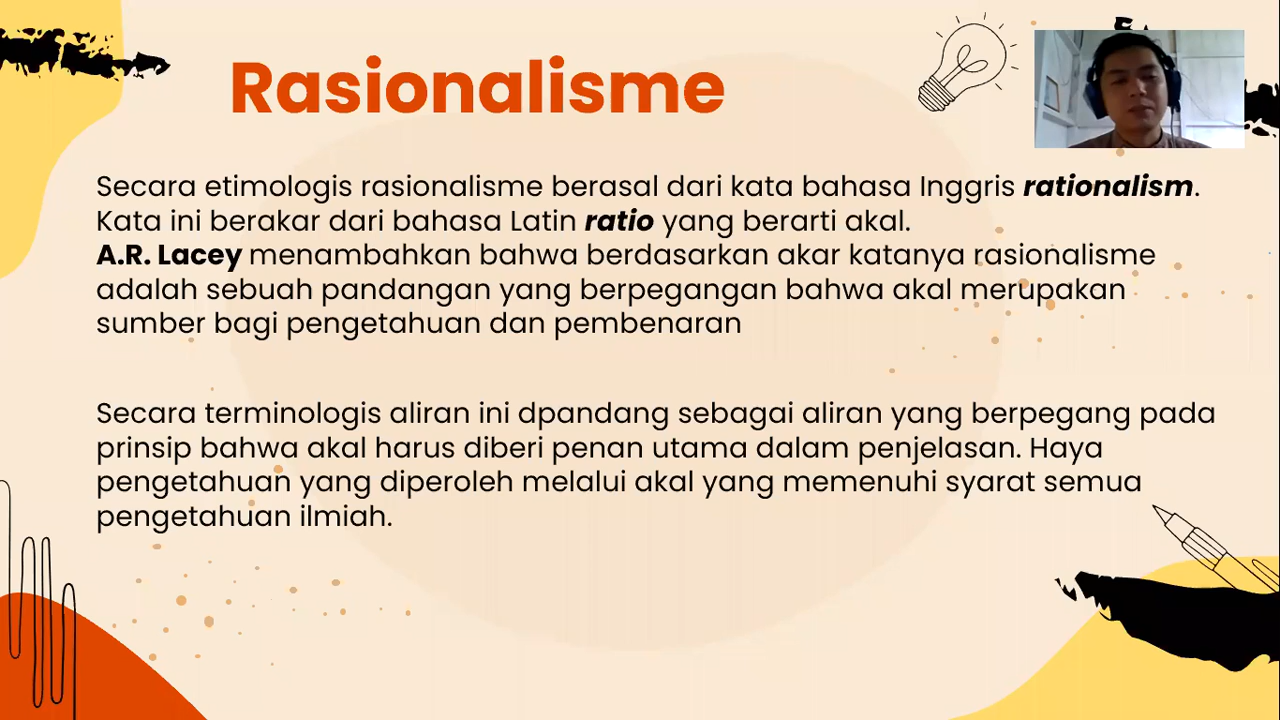 Rasionalisme
Secara etimologis rasionalisme berasal dari kata bahasa Inggris rationalism.
Kata ini berakar dari bahasa Latin ratio yang berarti akal.
A.R. Lacey menambahkan bahwa berdasarkan akar katanya rasionalisme
adalah sebuah pandangan yang berpegangan bahwa akal merupakan
sumber bagi pengetahuan dan pembenaran
Secara terminologis aliran ini dpandang sebagai aliran yang berpegang pada
prinsip bahwa akal harus diberi penan utama dalam penjelasan. Haya
pengetahuan yang diperoleh melalui akal yang memenuhi syarat semua
pengetahuan ilmiah.